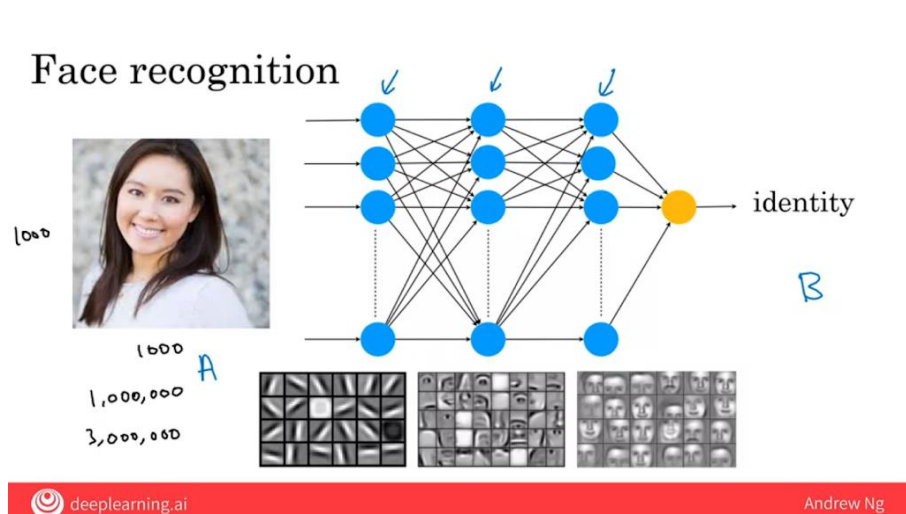 Face recognition
1000
1000
A
1,000,000
3,000,000
identity
B
deeplearning.ai
Andrew Ng